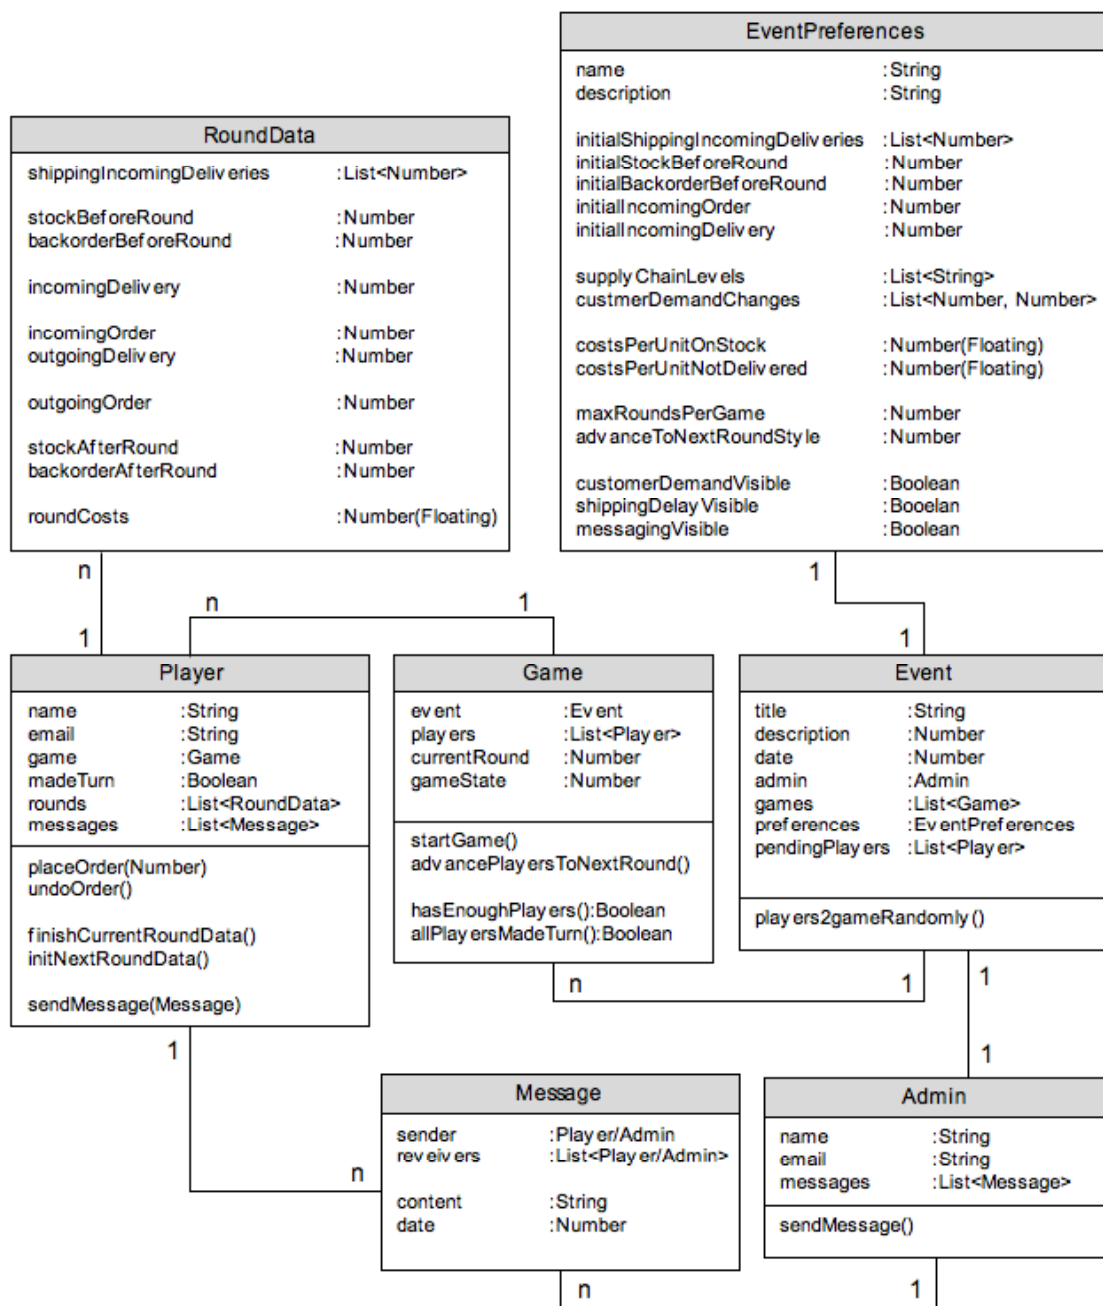 EventPreferences
name :String
description :String
initialShippingIncomingDeliveries :List<Number>
initialStockBeforeRound :Number
initialBackorderBeforeRound :Number
initialIncomingOrder :Number
initialIncomingDelivery :Number
supplyChainLevels :List<String>
custmerDemandChanges :List<Number, Number>
costsPerUnitOnStock :Number(Floating)
costsPerUnitNotDelivered :Number(Floating)
maxRoundsPerGame :Number
advanceToNextRoundStyle :Number
customerDemandVisible :Boolean
shippingDelayVisible :Booelan
messagingVisible :Boolean
RoundData
shippingIncomingDeliveries :List<Number>
stockBeforeRound :Number
backorderBeforeRound :Number
incomingDelivery :Number
incomingOrder :Number
outgoingDelivery :Number
outgoingOrder :Number
stockAfterRound :Number
backorderAfterRound :Number
roundCosts :Number(Floating)
n
1
n
1
1
1
Player
name :String
email :String
game :Game
madeTurn :Boolean
rounds :List<RoundData>
messages :List<Message>
placeOrder(Number)
undoOrder()
finishCurrentRoundData()
initNextRoundData()
sendMessage(Message)
Game
event :Event
players :List<Player>
currentRound :Number
gameState :Number
startGame()
advancePlayersToNextRound()
hasEnoughPlayers():Boolean
allPlayersMadeTurn():Boolean
Event
title :String
description :Number
date :Number
admin :Admin
games :List<Game>
preferences :EventPreferences
pendingPlayers :List<Player>
players2gameRandomly()
n
1
1
1
1
n
Message
sender :Player/Admin
reveivers :List<Player/Admin>
content :String
date :Number
Admin
name :String
email :String
messages :List<Message>
sendMessage()
n
1